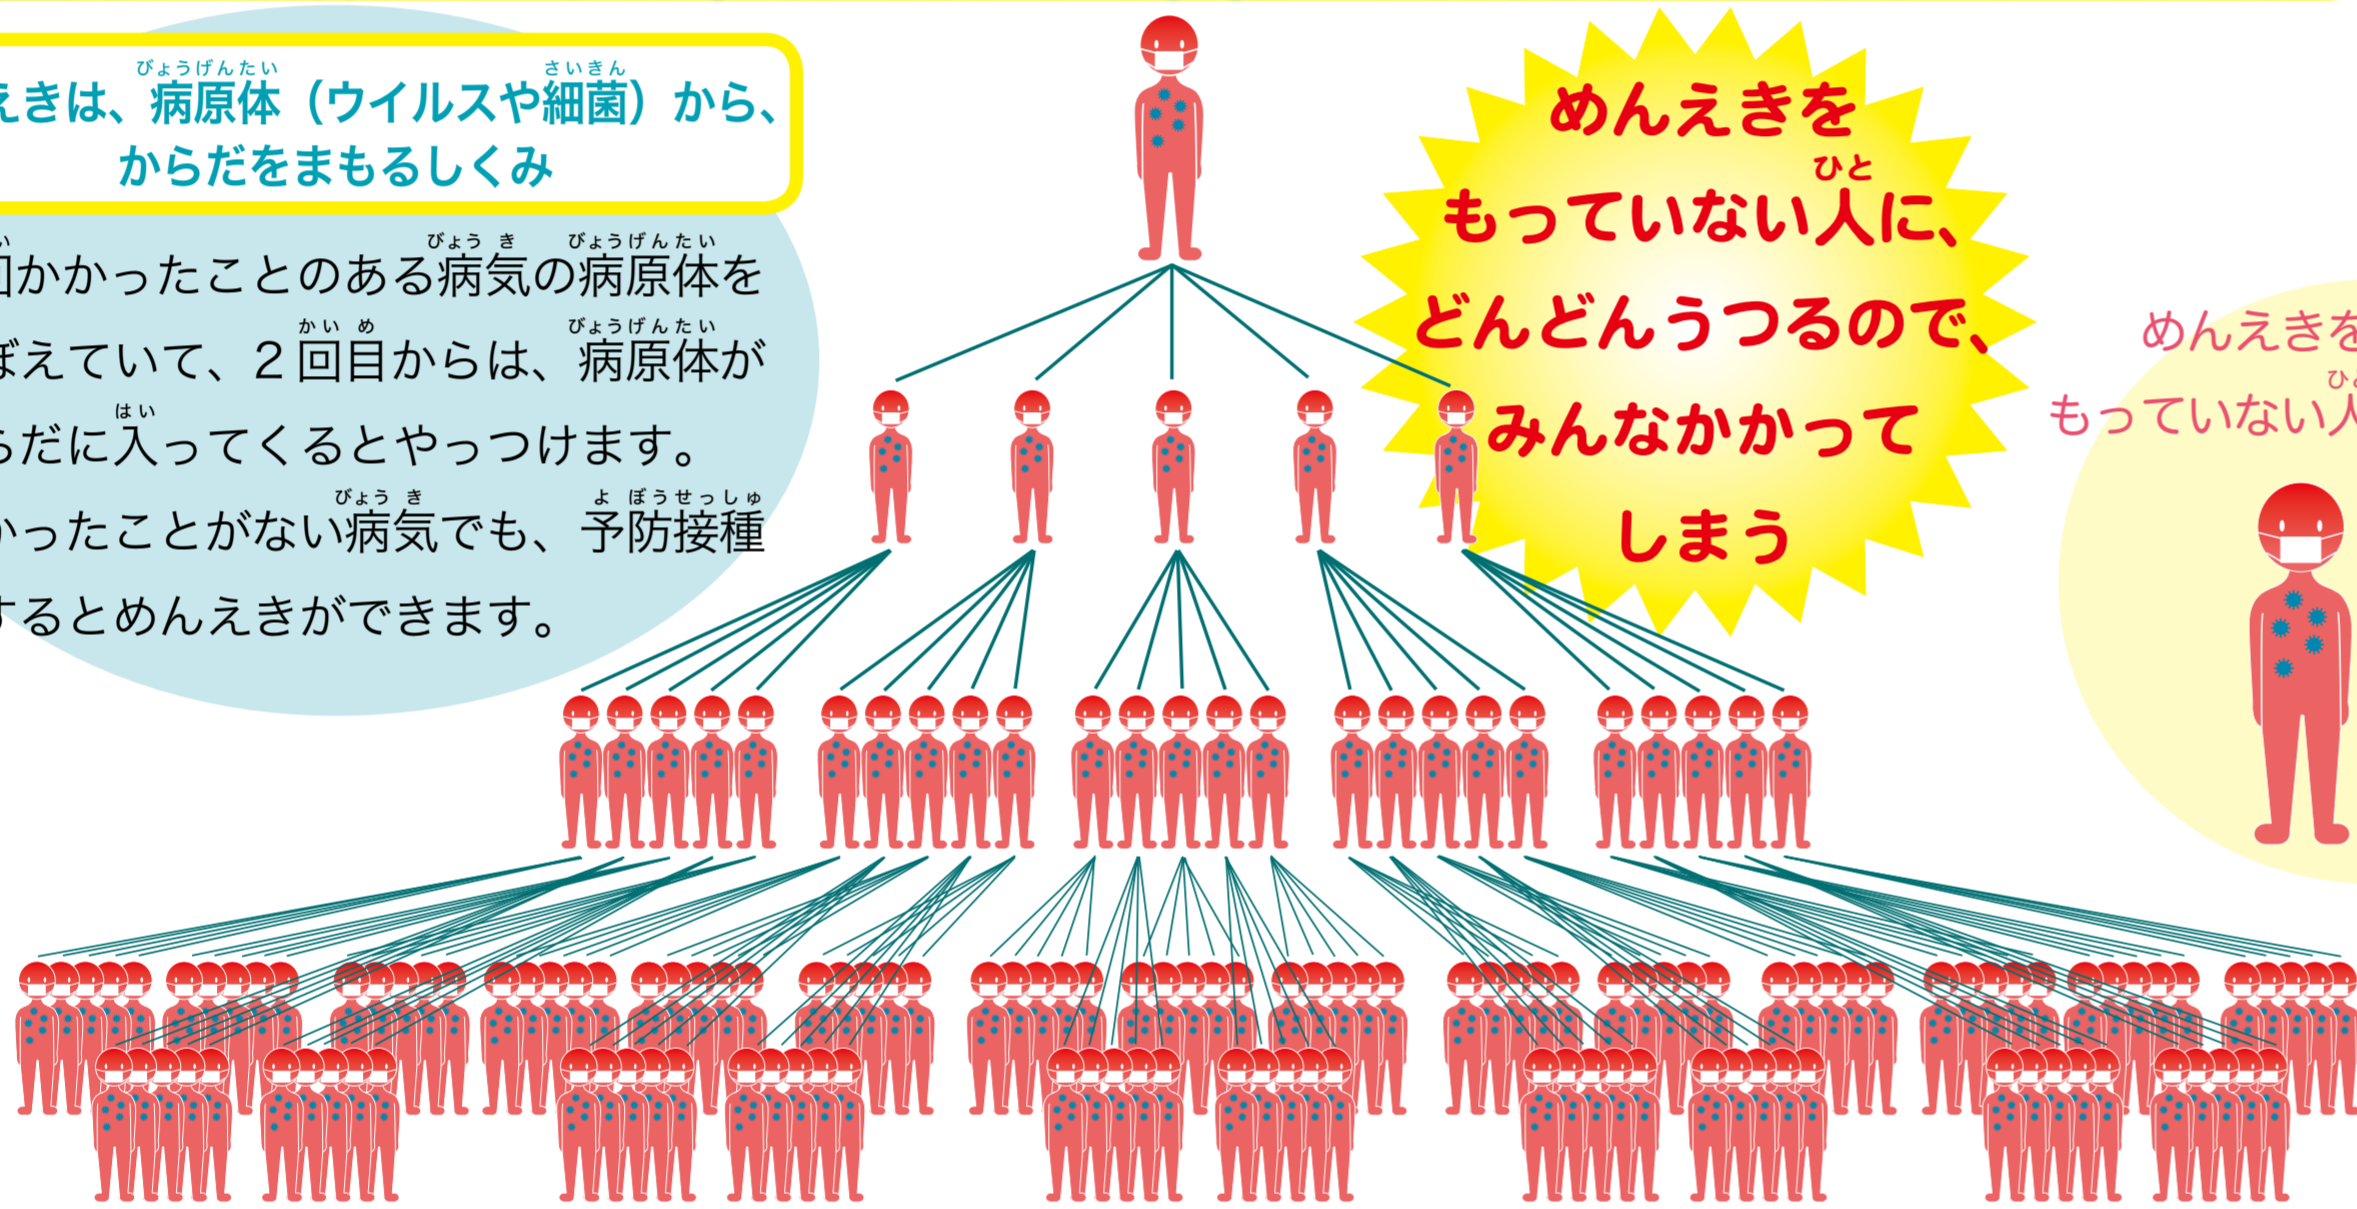 えきは、病原体（ウイルスや細菌）から、
からだをまもるしくみ
回かかったことのある病気の病原体を
ぼえていて、２回目からは、病原体が
らだに入ってくるとやっつけます。
かったことがない病気でも、予防接種
するとめんえきができます。
めんえきを
もっていない人に、
どんどんうつるので、
みんなかかって
しまう
めんえきを
もっていない人